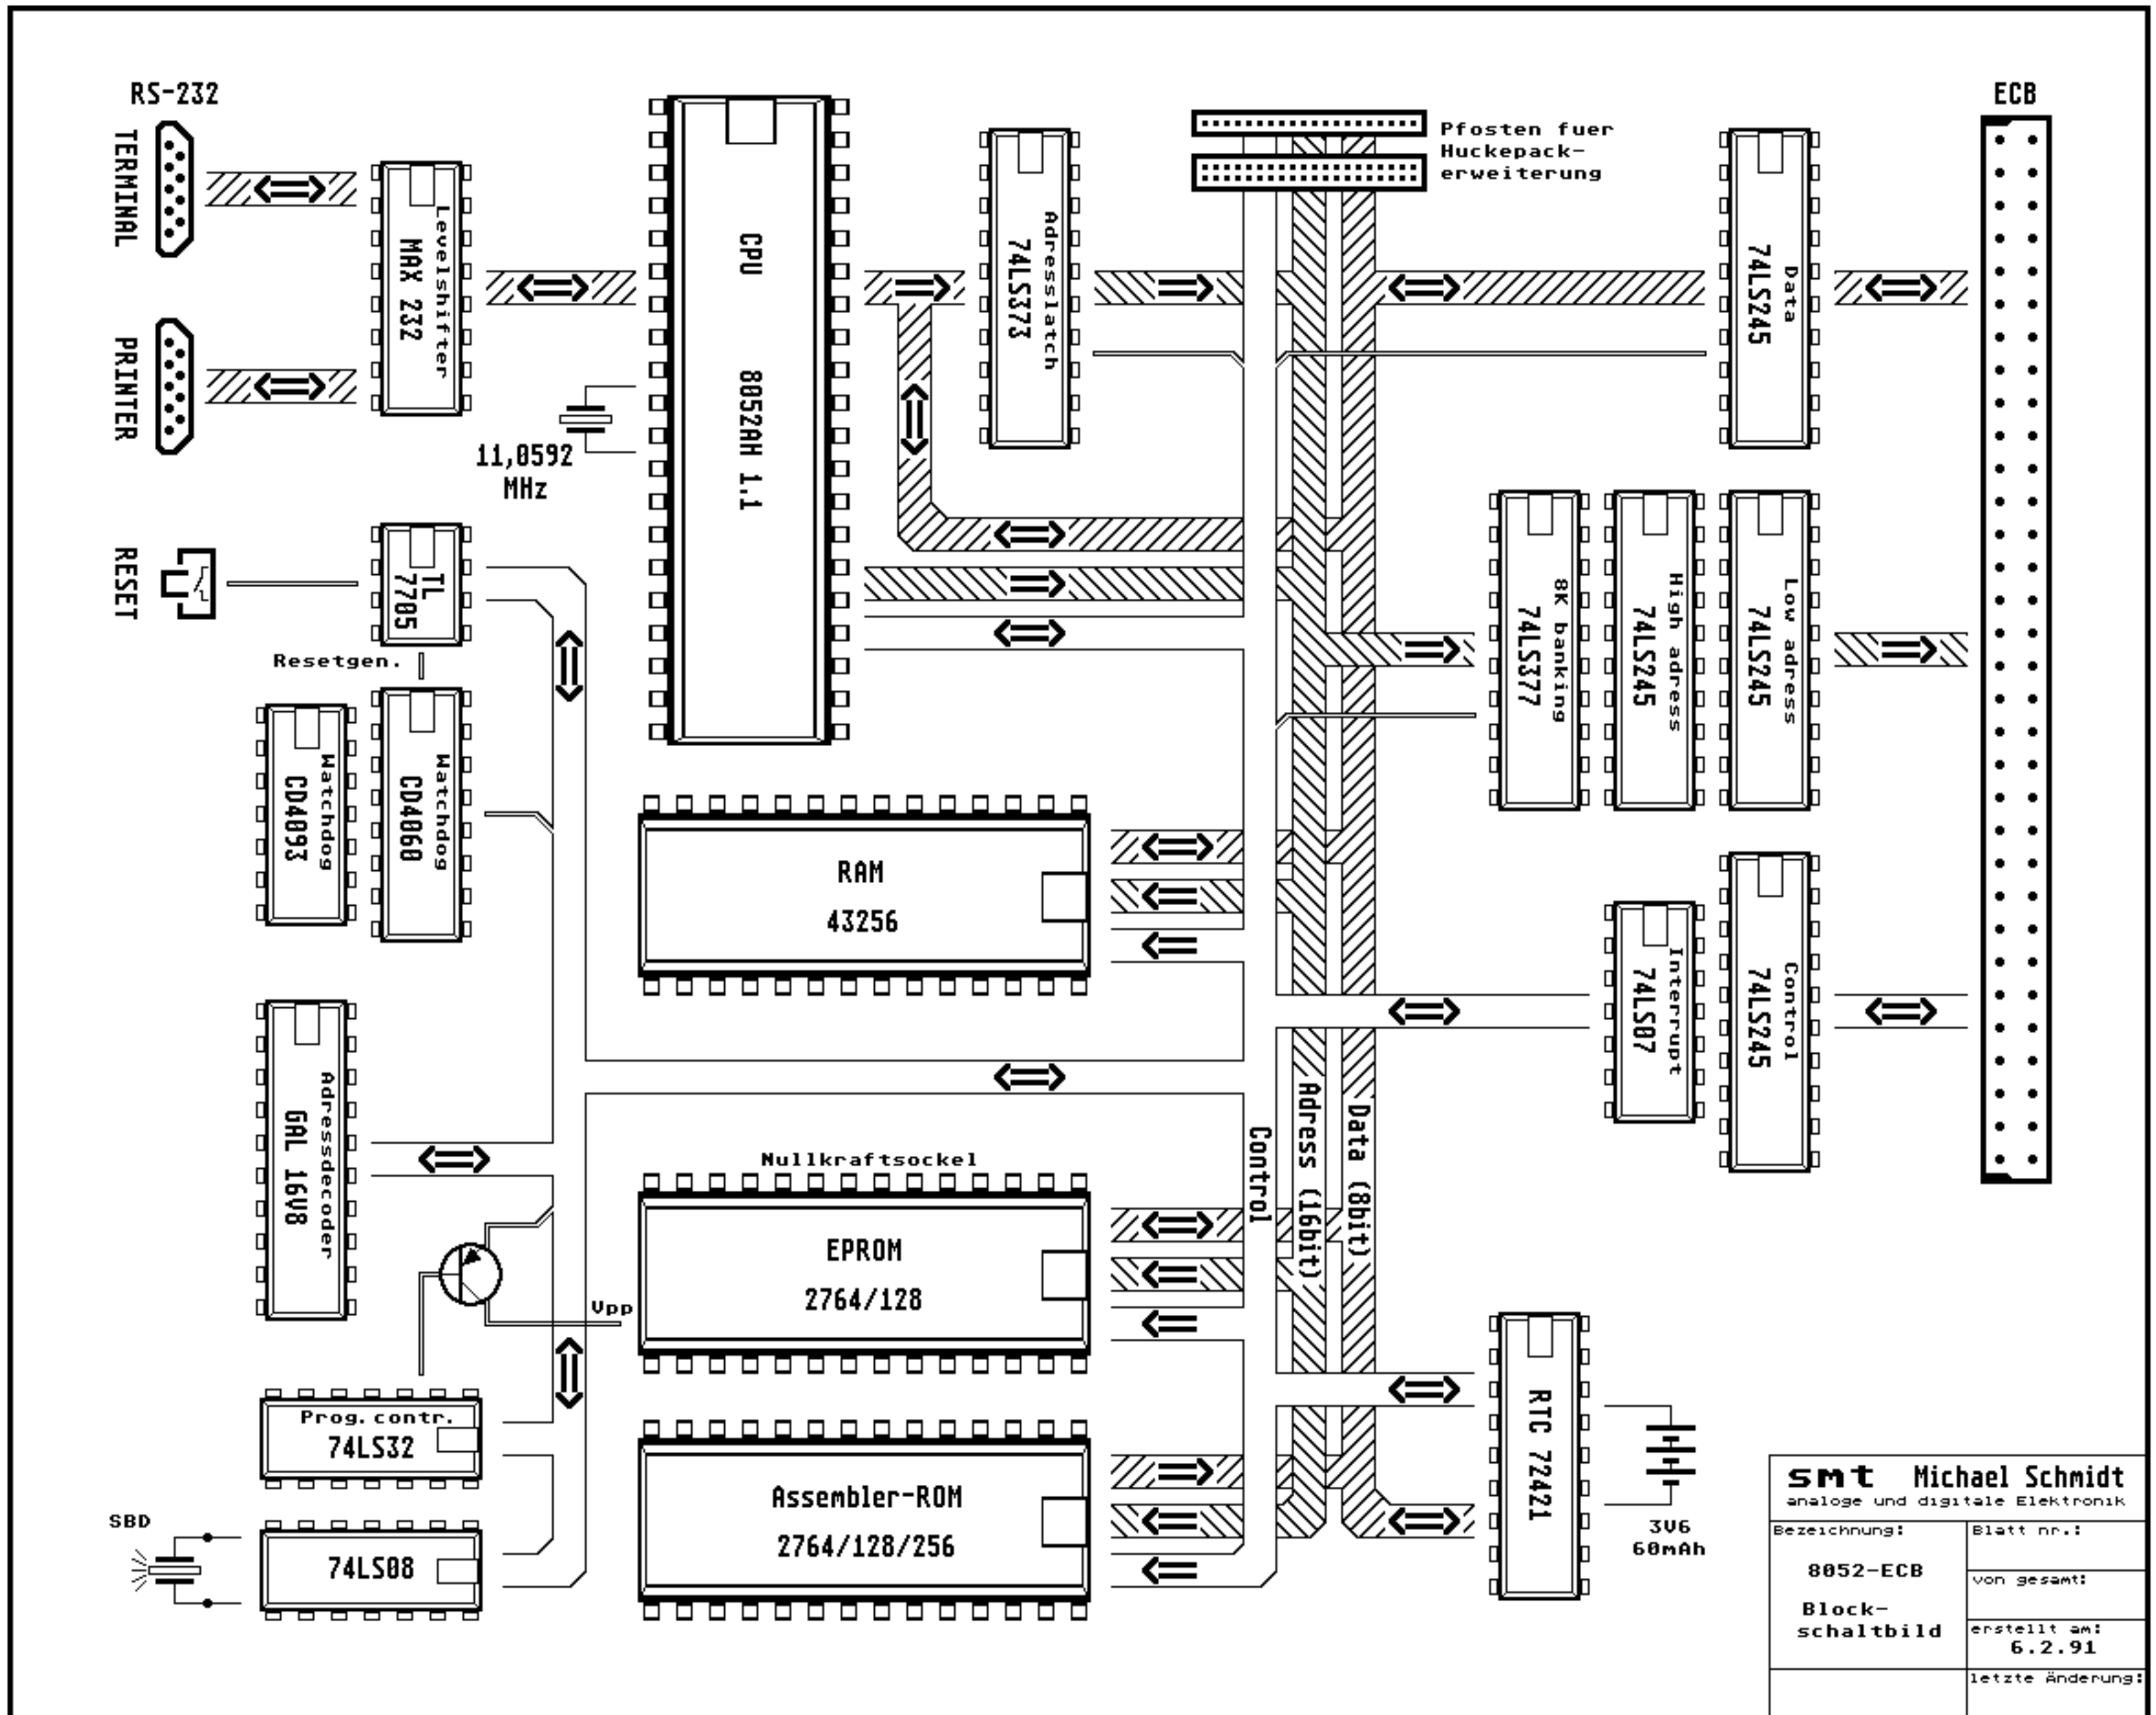 RS-232
TERMINAL
PRINTER
RESET
Levelshifter
MAX 232
11,0592
MHz
TL
7705
Resetgen.
Watchdog
CD4093
Watchdog
CD4060
Adressdecoder
GAL 16V8
Vpp
Prog.contr.
74LS32
SBD
74LS08
CPU 8052AH 1.1
Adresslatch
74LS373
RAM
43256
Nullkraftsockel
EPROM
2764/128
Assembler-ROM
2764/128/256
Pfosten fuer
Huckepack-
erweiterung
Control
Adress (16bit)
Data (8bit)
Data
74LS245
ECB
8K banking
74LS377
High adress
74LS245
Low adress
74LS245
Interrupt
74LS07
Control
74LS245
RTC 72421
3V6
60mAh
smt Michael Schmidt
analoge und digitale Elektronik
Bezeichnung:
8052-ECB
Block-
schaltbild
Blatt nr.:
von gesamt:
erstellt am:
6.2.91
letzte Änderung: